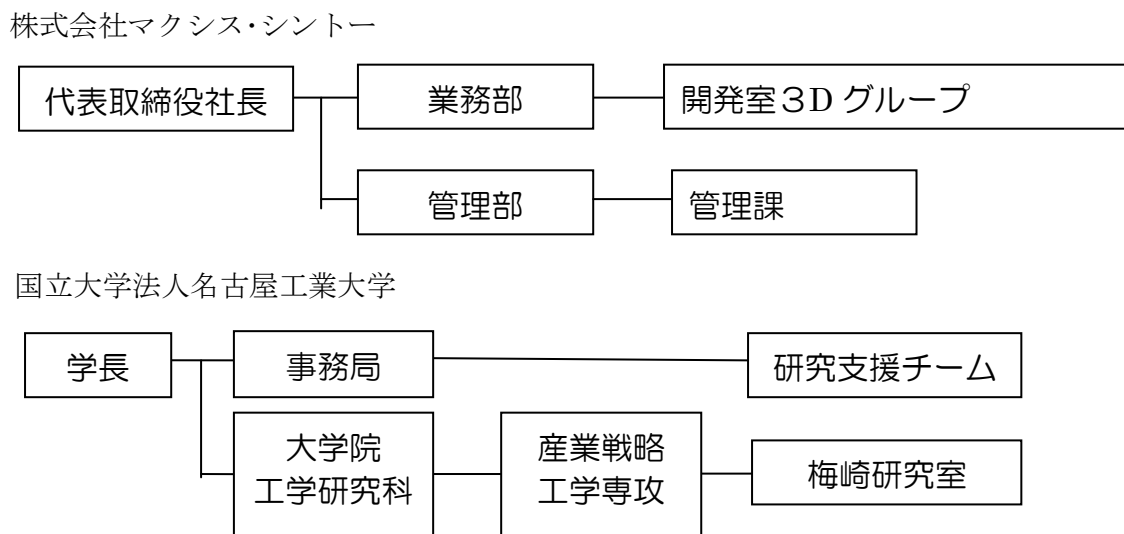 株式会社マクシス・シントー
代表取締役社長
業務部
開発室３D グループ
管理部
管理課
国立大学法人名古屋工業大学
学長
事務局
研究支援チーム
大学院
工学研究科
産業戦略
工学専攻
梅崎研究室